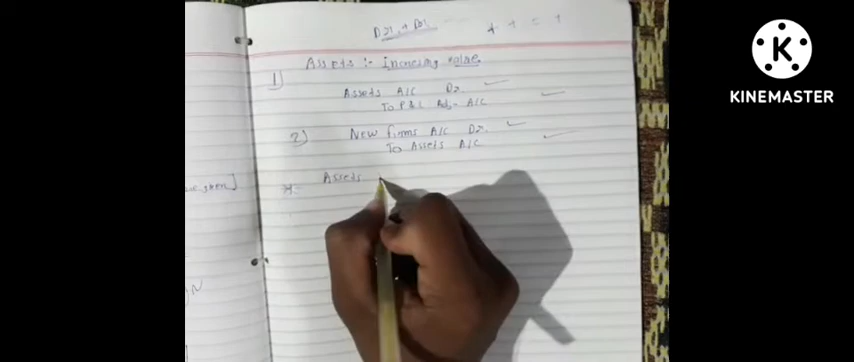 Dr. + Dr. + + = +
Assets :- Increasing value.
1)
Assets A/C Dr.
To P & L Adj- A/C
2) New firms A/C Dr.
To Assets A/C
Assets
KINEMASTER